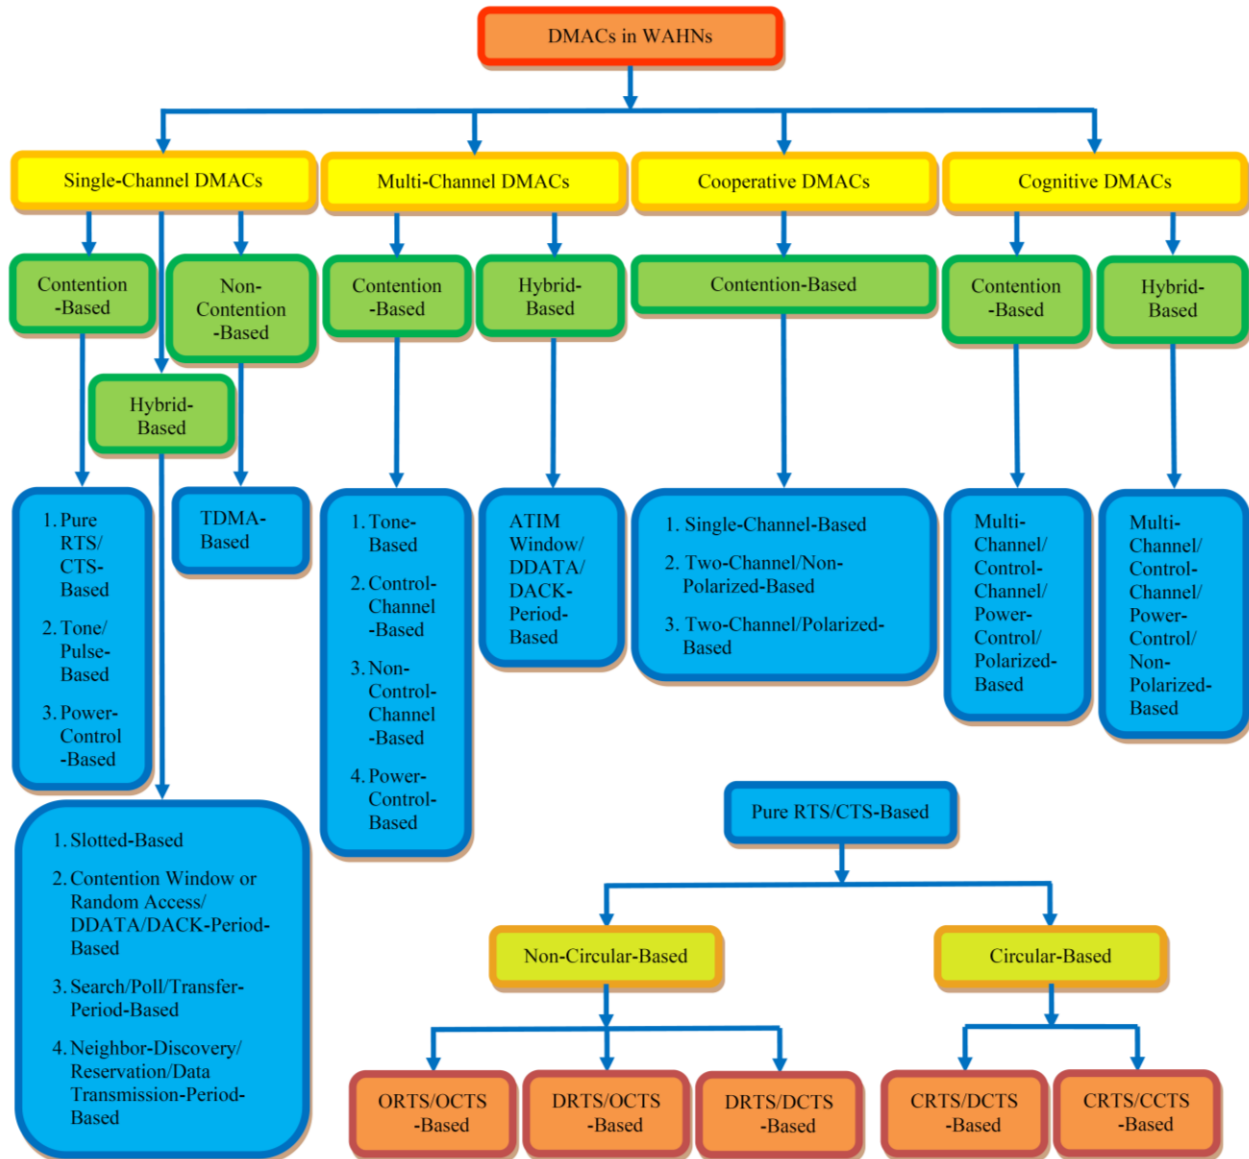 DMACs in WAHNs
Single-Channel DMACs
Multi-Channel DMACs
Cooperative DMACs
Cognitive DMACs
Contention
-Based
Non-
Contention
-Based
Contention
-Based
Hybrid-
Based
Contention-Based
Contention
-Based
Hybrid-
Based
Hybrid-
Based
1. Pure
RTS/
CTS-
Based
2. Tone/
Pulse-
Based
3. Power-
Control
-Based
TDMA-
Based
1. Tone-
Based
2. Control-
Channel
-Based
3. Non-
Control-
Channel
-Based
4. Power-
Control-
Based
ATIM
Window/
DDATA/
DACK-
Period-
Based
1. Single-Channel-Based
2. Two-Channel/Non-
Polarized-Based
3. Two-Channel/Polarized-
Based
Multi-
Channel/
Control-
Channel/
Power-
Control/
Polarized-
Based
Multi-
Channel/
Control-
Channel/
Power-
Control/
Non-
Polarized-
Based
1. Slotted-Based
2. Contention Window or
Random Access/
DDATA/DACK-Period-
Based
3. Search/Poll/Transfer-
Period-Based
4. Neighbor-Discovery/
Reservation/Data
Transmission-Period-
Based
Pure RTS/CTS-Based
Non-Circular-Based
Circular-Based
ORTS/OCTS
-Based
DRTS/OCTS
-Based
DRTS/DCTS
-Based
CRTS/DCTS
-Based
CRTS/CCTS
-Based